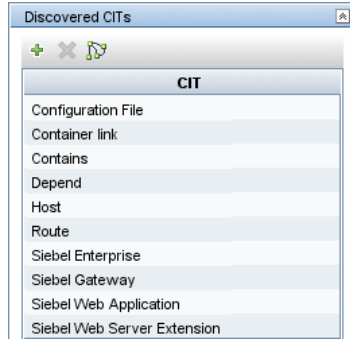 Discovered CITs
CIT
Configuration File
Container link
Contains
Depend
Host
Route
Siebel Enterprise
Siebel Gateway
Siebel Web Application
Siebel Web Server Extension